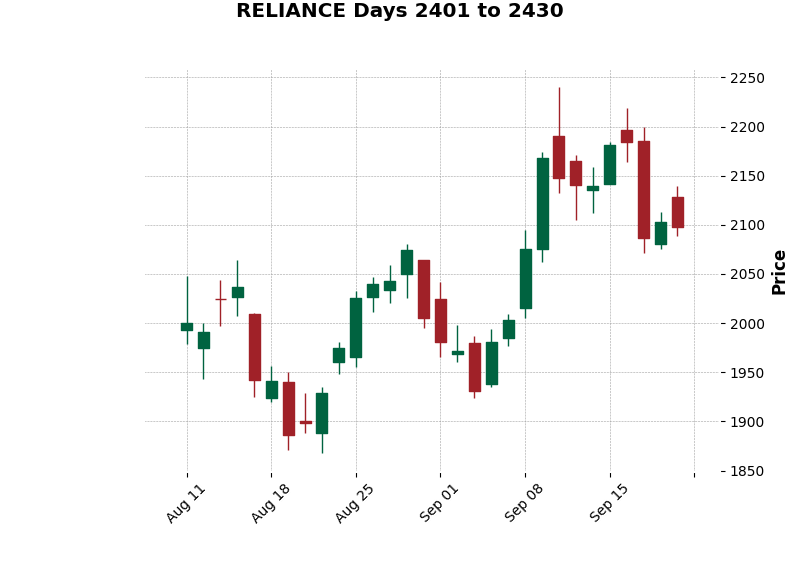 RELIANCE Days 2401 to 2430
2250
2200
2150
2100
2050
2000
1950
1900
1850
Price
Aug 11
Aug 18
Aug 25
Sep 01
Sep 08
Sep 15